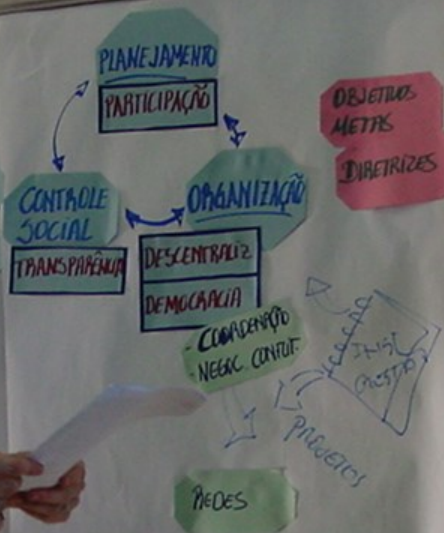 PLANEJAMENTO
PARTICIPAÇÃO
OBJETIVOS
METAS
DIRETRIZES
CONTROLE
SOCIAL
TRANSPARÊNCIA
ORGANIZAÇÃO
DESCENTRALIZ
DEMOCRACIA
- COORDENAÇÃO
- NEGOC. CONFLIT.
PROJETOS
REDES